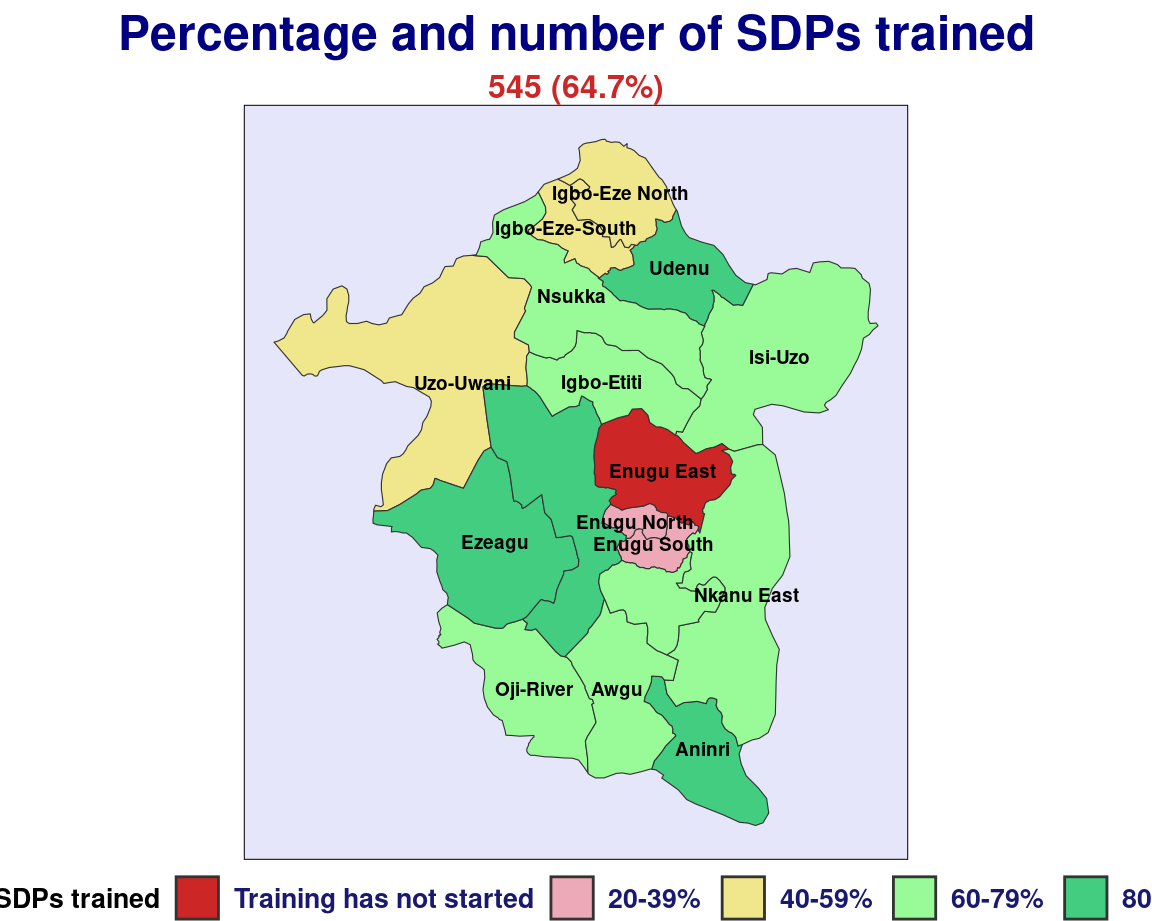 Percentage and number of SDPs trained
545 (64.7%)
Igbo-Eze North
Igbo-Eze-South
Udenu
Nsukka
Isi-Uzo
Uzo-Uwani
Igbo-Etiti
Enugu East
Enugu North
Enugu South
Ezeagu
Nkanu East
Oji-River
Awgu
Aninri
SDPs trained Training has not started 20-39% 40-59% 60-79% 80